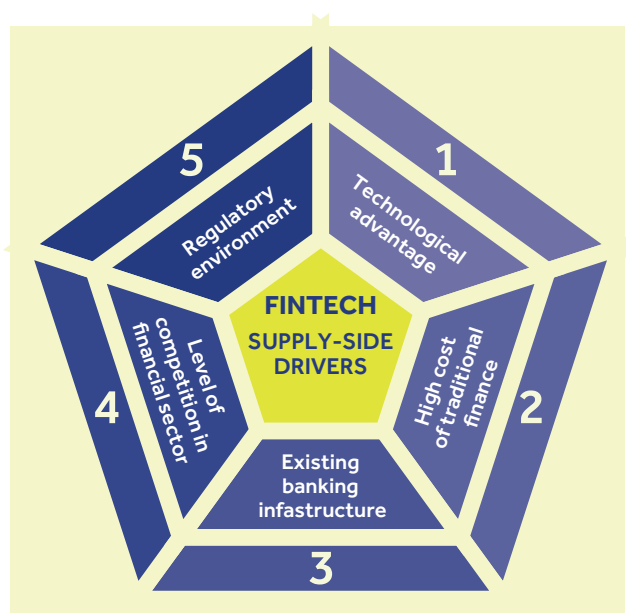 FINTECH
SUPPLY-SIDE
DRIVERS
1
Technological
advantage
2
High cost
of traditional
finance
3
Existing
banking
infastructure
4
Level of
competition in
financial sector
5
Regulatory
environment